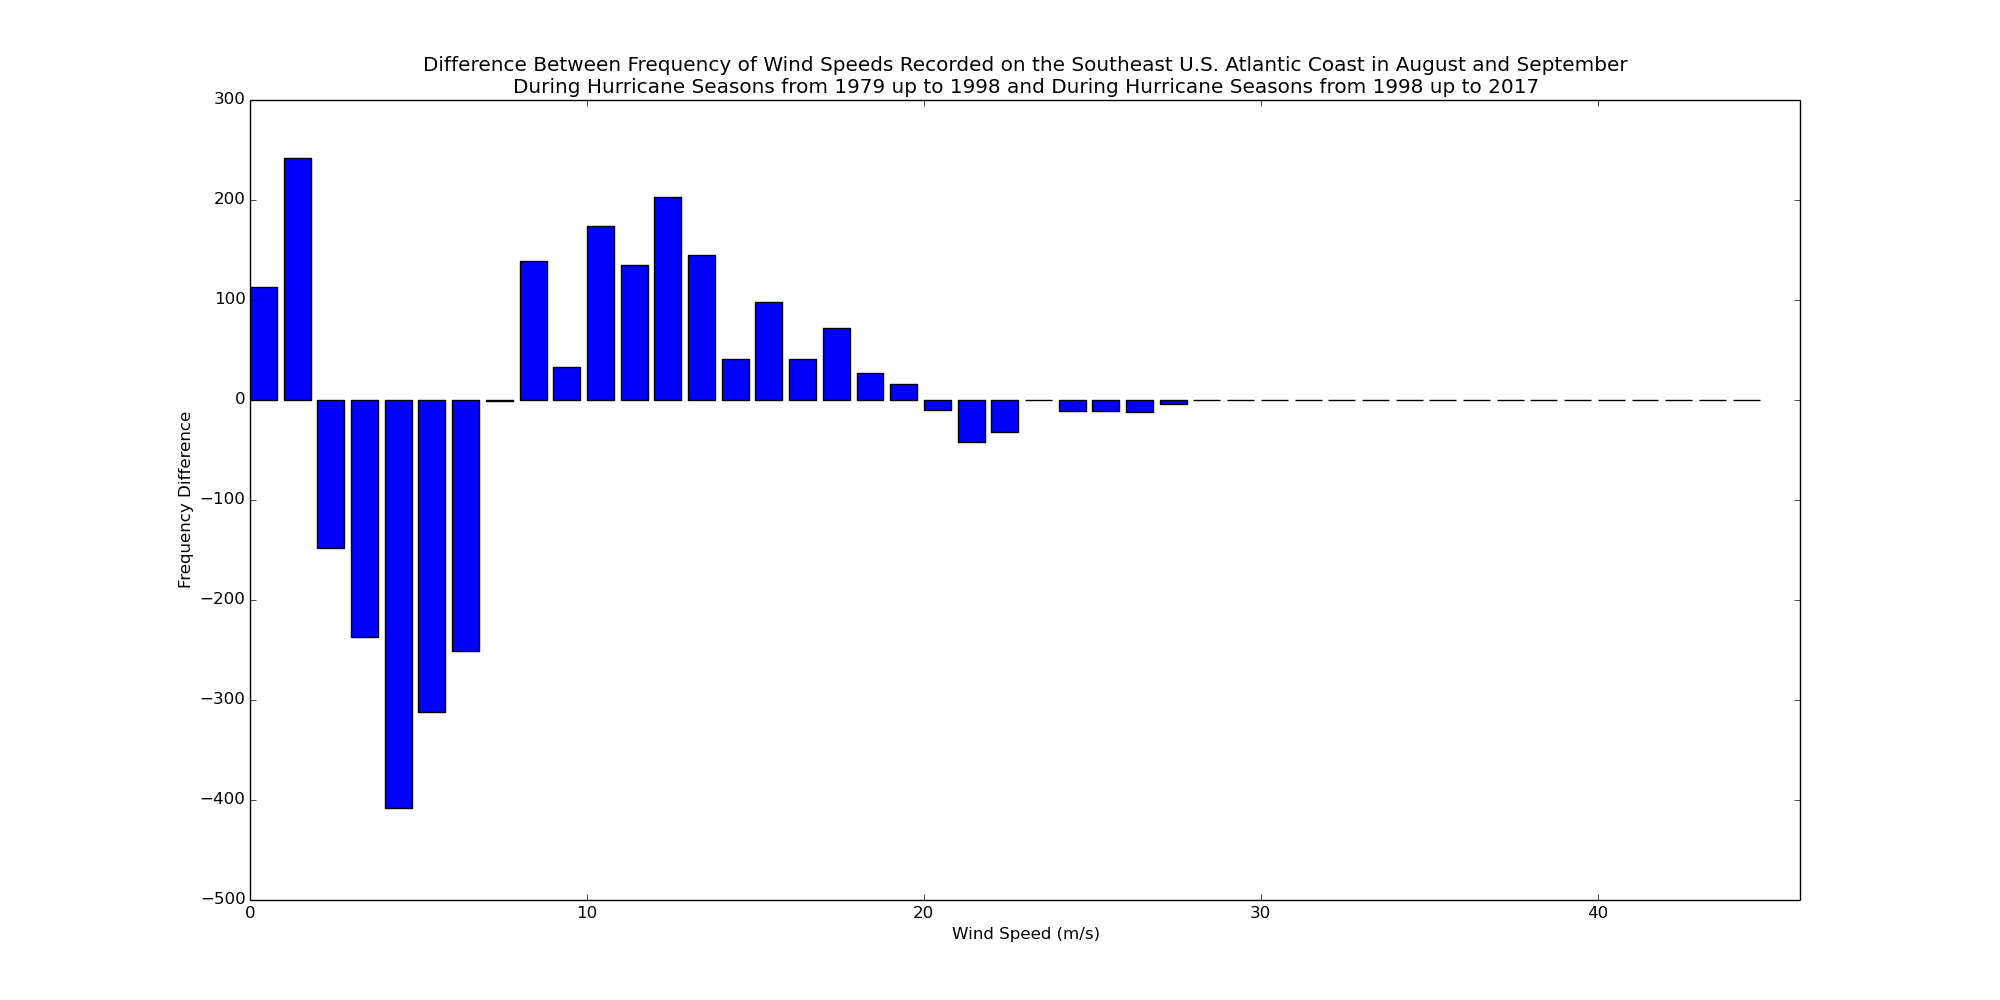 Difference Between Frequency of Wind Speeds Recorded on the Southeast U.S. Atlantic Coast in August and September
During Hurricane Seasons from 1979 up to 1998 and During Hurricane Seasons from 1998 up to 2017
300
200
100
0
−100
−200
−300
−400
−500
Frequency Difference
0 10 20 30 40
Wind Speed (m/s)